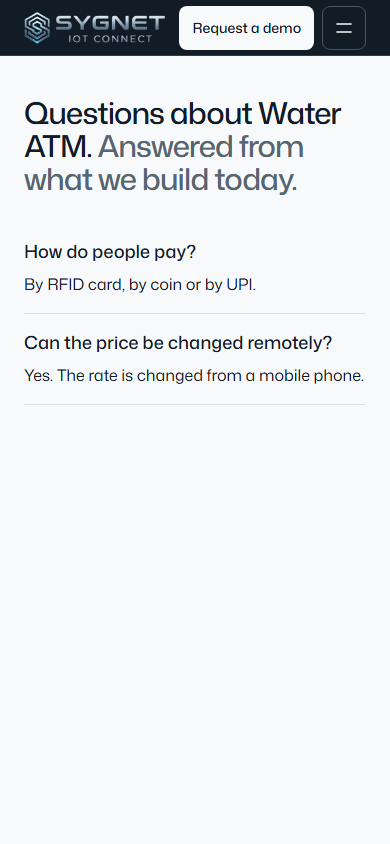 SYGNET
IOT CONNECT
Request a demo
Questions about Water
ATM. Answered from
what we build today.
How do people pay?
By RFID card, by coin or by UPI.
Can the price be changed remotely?
Yes. The rate is changed from a mobile phone.